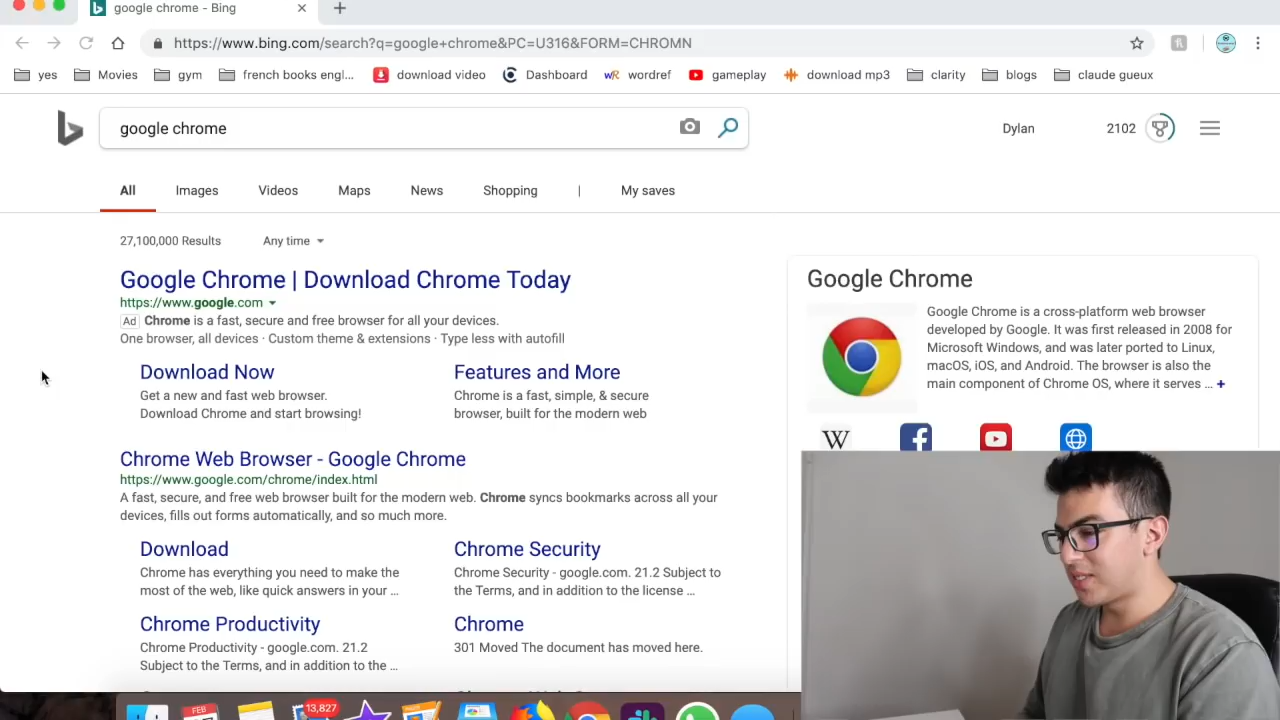 google chrome - Bing
https://www.bing.com/search?q=google+chrome&PC=U316&FORM=CHROMN
yes
Movies
gym
french books engl...
download video
Dashboard
wordref
gameplay
download mp3
clarity
blogs
claude gueux
google chrome
Dylan
2102
All
Images
Videos
Maps
News
Shopping
|
My saves
27,100,000 Results
Any time
Google Chrome | Download Chrome Today
https://www.google.com
Ad Chrome is a fast, secure and free browser for all your devices.
One browser, all devices · Custom theme & extensions · Type less with autofill
Download Now
Get a new and fast web browser.
Download Chrome and start browsing!
Features and More
Chrome is a fast, simple, & secure
browser, built for the modern web
Chrome Web Browser - Google Chrome
https://www.google.com/chrome/index.html
A fast, secure, and free web browser built for the modern web. Chrome syncs bookmarks across all your
devices, fills out forms automatically, and so much more.
Download
Chrome has everything you need to make the
most of the web, like quick answers in your ...
Chrome Security
Chrome Security - google.com. 21.2 Subject to
the Terms, and in addition to the license ...
Chrome Productivity
Chrome Productivity - google.com. 21.2
Subject to the Terms, and in addition to the ...
Chrome
301 Moved The document has moved here.
Google Chrome
Google Chrome is a cross-platform web browser
developed by Google. It was first released in 2008 for
Microsoft Windows, and was later ported to Linux,
macOS, iOS, and Android. The browser is also the
main component of Chrome OS, where it serves ... +
W
FEB
13,827